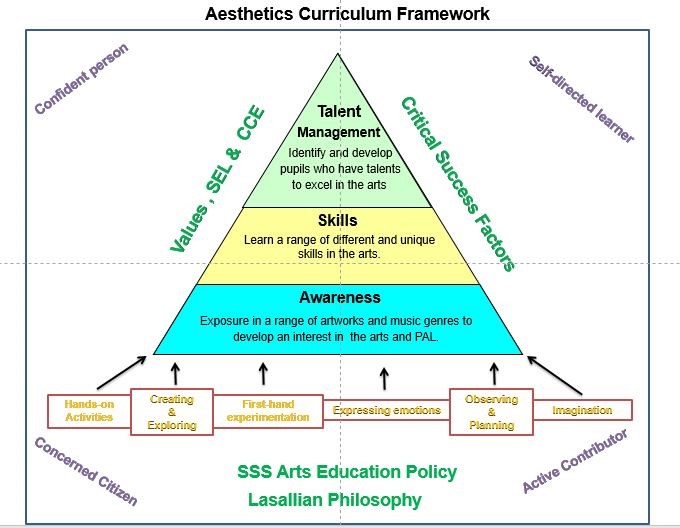 Aesthetics Curriculum Framework
Confident person
Self-directed learner
Values , SEL & CCE
Critical Success Factors
Talent
Management
Identify and develop
pupils who have talents
to excel in the arts
Skills
Learn a range of different and unique
skills in the arts.
Awareness
Exposure in a range of artworks and music genres to
develop an interest in the arts and PAL.
Hands-on
Activities
Creating
&
Exploring
First-hand
experimentation
Expressing emotions
Observing
&
Planning
Imagination
Concerned Citizen
Active Contributor
SSS Arts Education Policy
Lasallian Philosophy